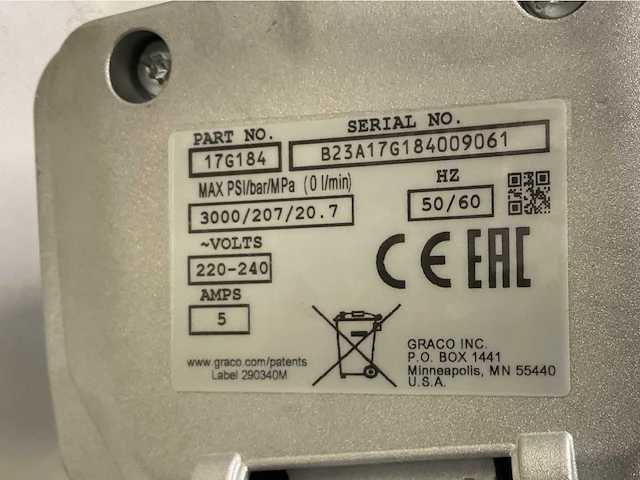 PART NO. SERIAL NO.
17G184 B23A17G184009061
MAX PSI/bar/MPa (0 l/min) HZ
3000/207/20.7 50/60
~VOLTS
220-240
CE EAC
AMPS
5
www.graco.com/patents
Label 290340M
GRACO INC.
P.O. BOX 1441
Minneapolis, MN 55440
U.S.A.